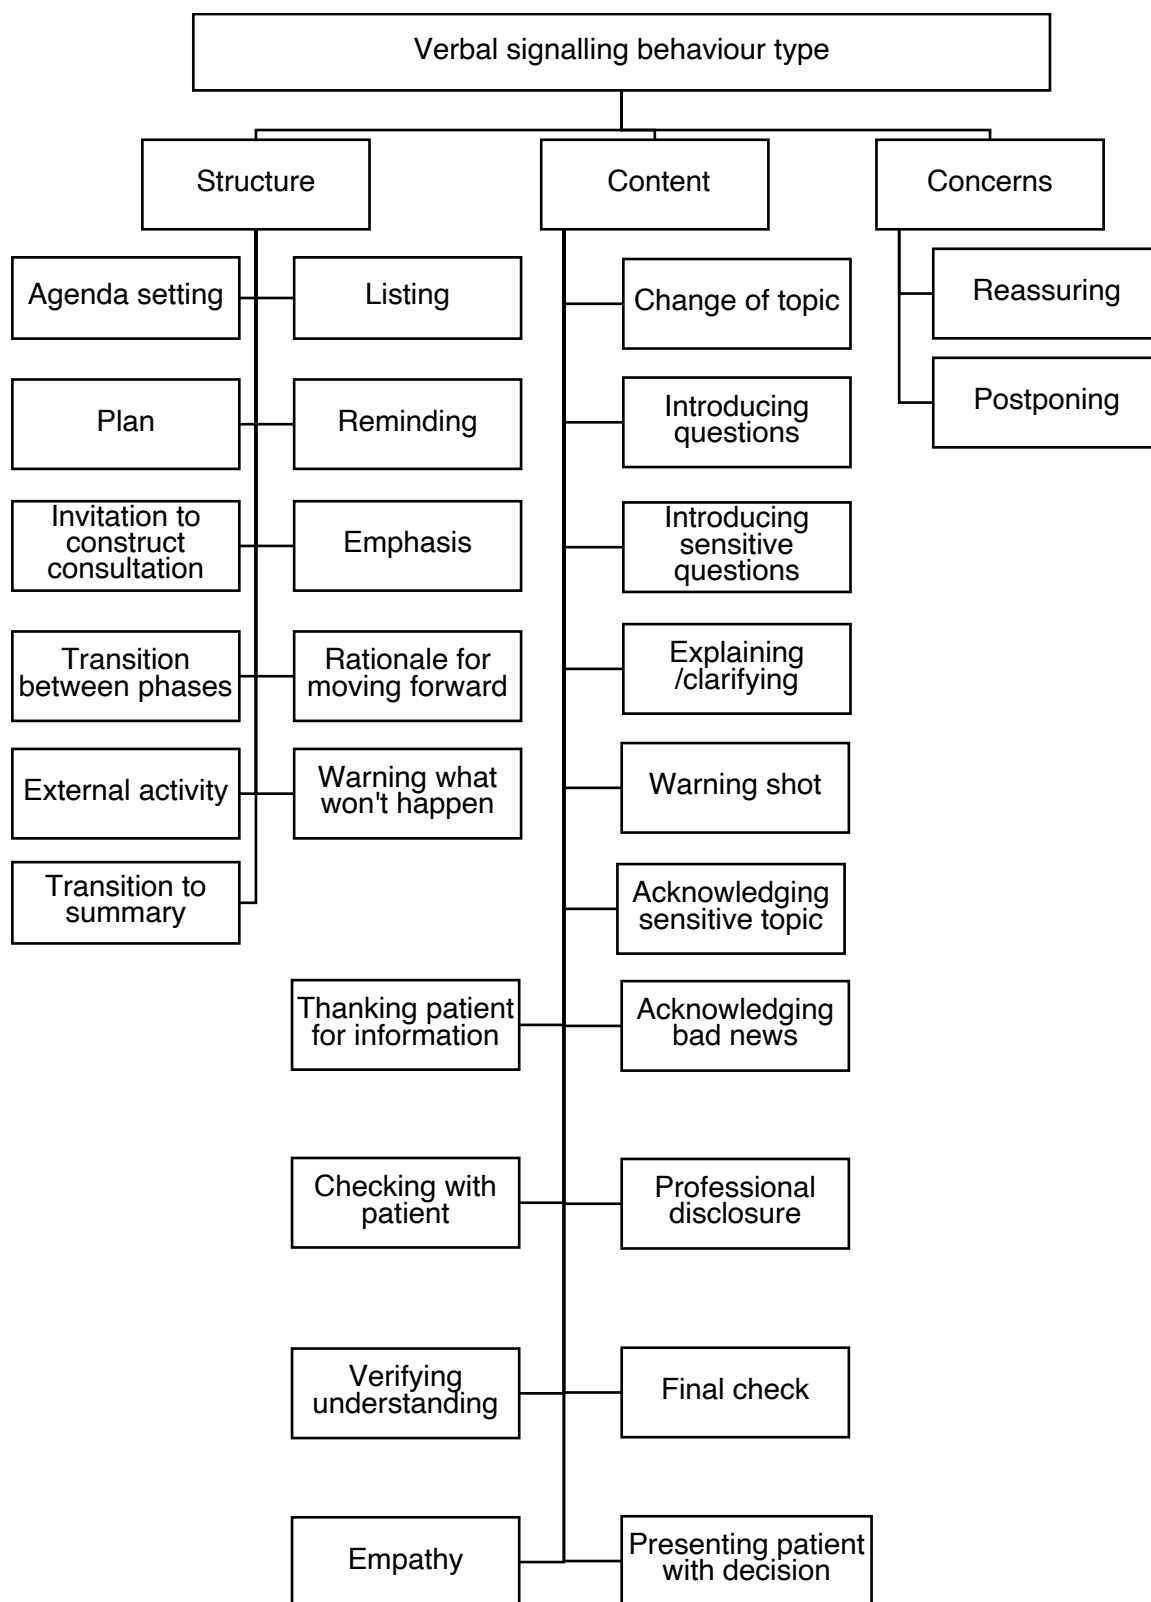 Verbal signalling behaviour type
Structure
Content
Concerns
Agenda setting
Listing
Plan
Reminding
Invitation to
construct
consultation
Emphasis
Transition
between phases
Rationale for
moving forward
External activity
Warning what
won't happen
Transition to
summary
Change of topic
Introducing
questions
Introducing
sensitive
questions
Explaining
/clarifying
Warning shot
Acknowledging
sensitive topic
Thanking patient
for information
Acknowledging
bad news
Checking with
patient
Professional
disclosure
Verifying
understanding
Final check
Empathy
Presenting patient
with decision
Reassuring
Postponing